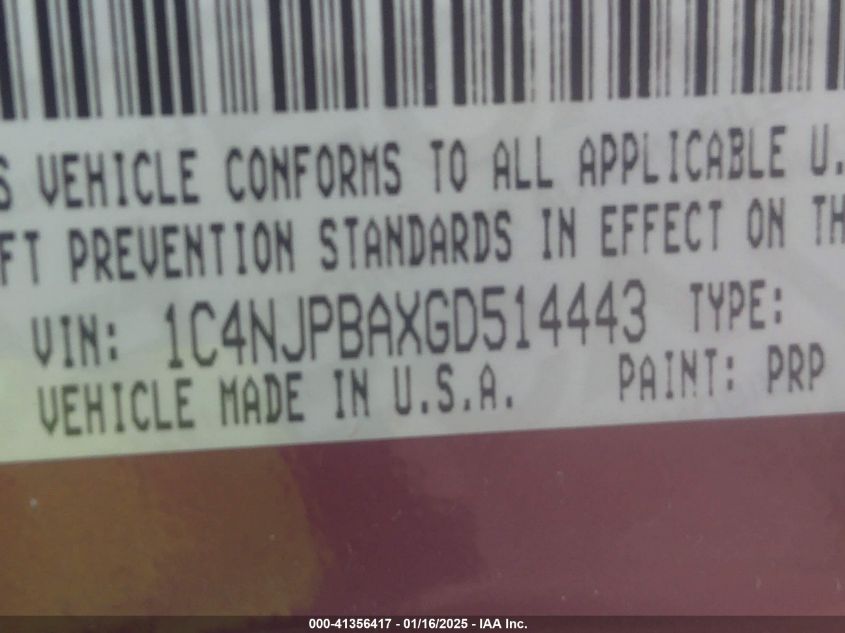 S VEHICLE CONFORMS TO ALL APPLICABLE U.
FT PREVENTION STANDARDS IN EFFECT ON TH
VIN: 1C4NJPBAXGD514443 TYPE:
VEHICLE MADE IN U.S.A. PAINT: PRP
000-41356417 - 01/16/2025 - IAA Inc.